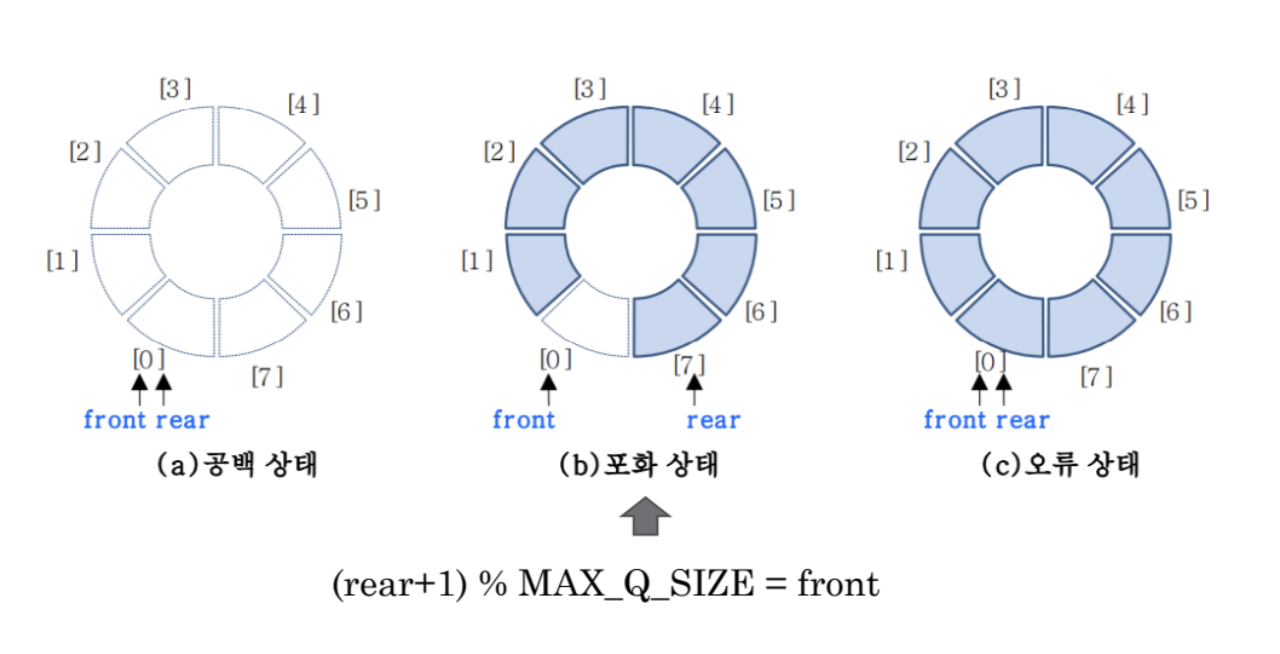 [3] [4] [3] [4] [3] [4]
[2] [5] [2] [5] [2] [5]
[1] [6] [1] [6] [1] [6]
[0] [7] [0] [7] [0] [7]
front rear front rear front rear
(a)공백 상태 (b)포화 상태 (c)오류 상태
(rear+1) % MAX_Q_SIZE = front